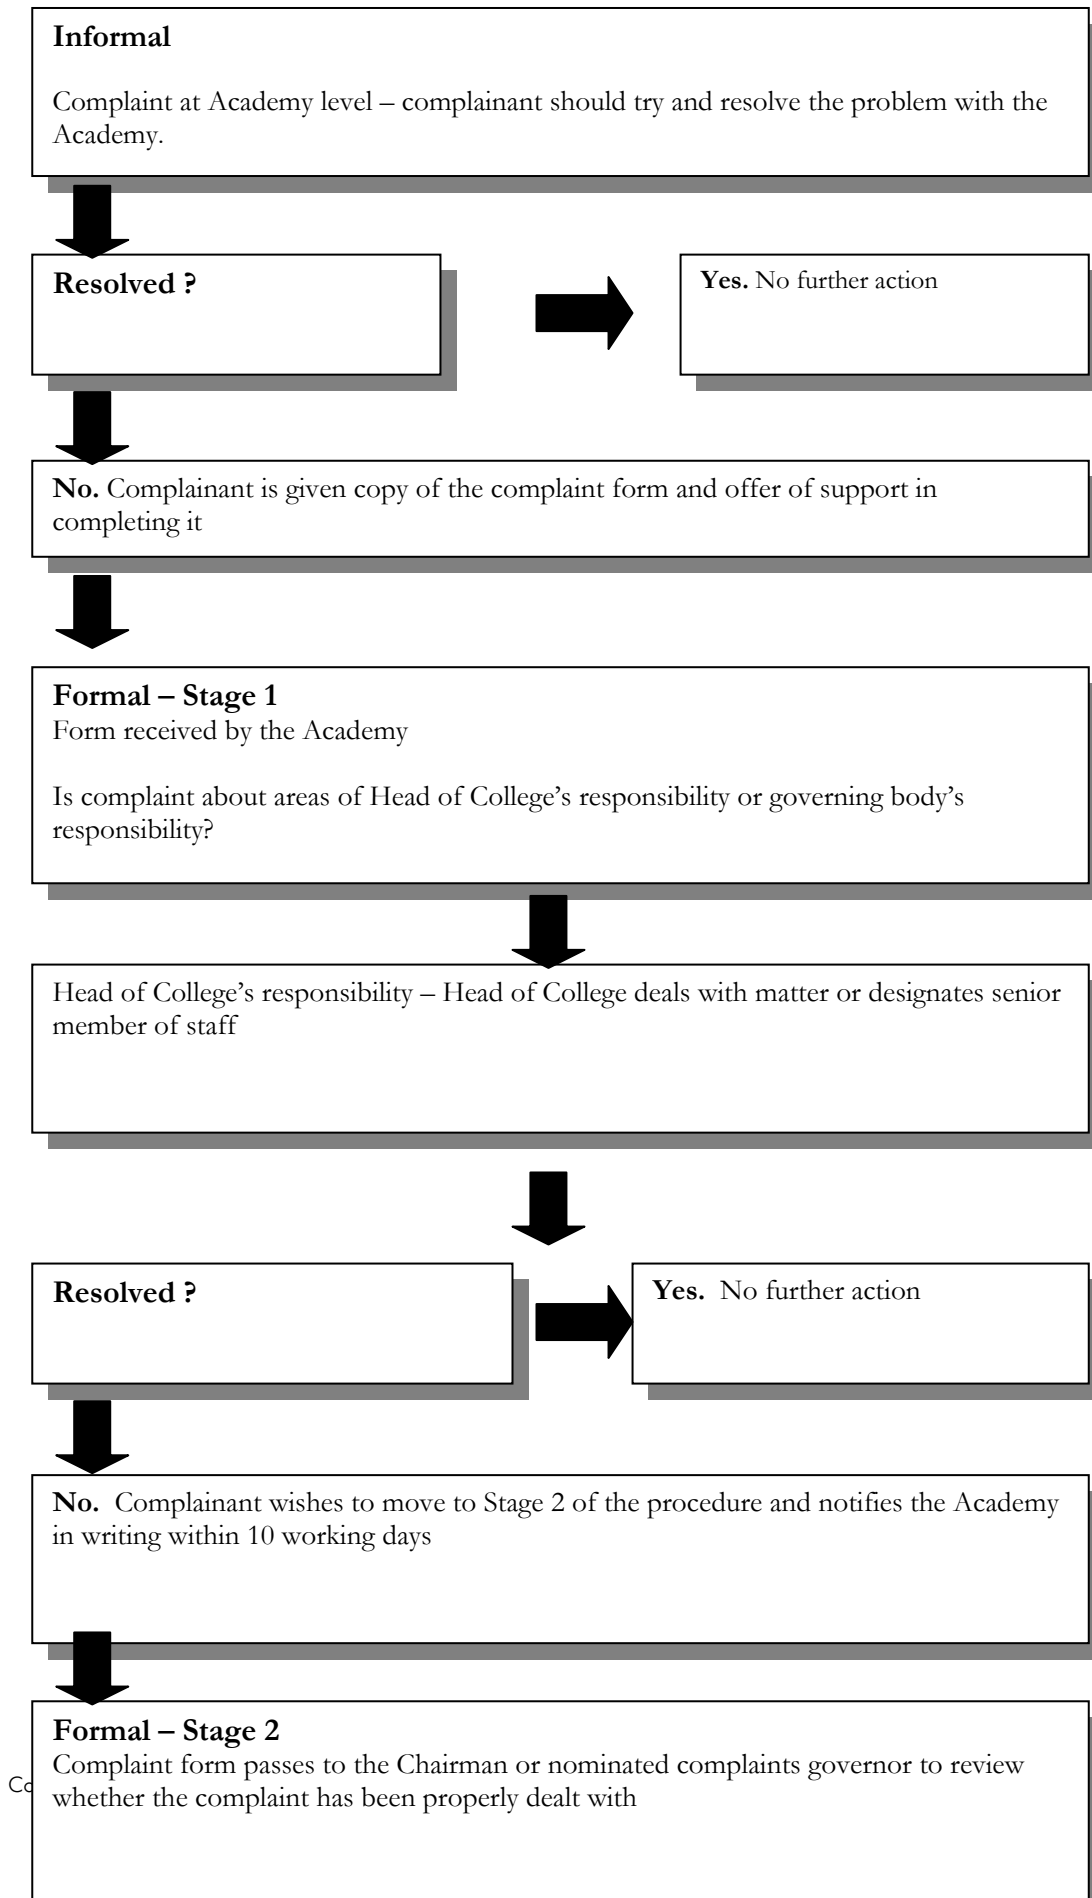 Informal
Complaint at Academy level – complainant should try and resolve the problem with the
Academy.
Resolved ?
Yes. No further action
No. Complainant is given copy of the complaint form and offer of support in
completing it
Formal – Stage 1
Form received by the Academy
Is complaint about areas of Head of College's responsibility or governing body's
responsibility?
Head of College's responsibility – Head of College deals with matter or designates senior
member of staff
Resolved ?
Yes. No further action
No. Complainant wishes to move to Stage 2 of the procedure and notifies the Academy
in writing within 10 working days
Formal – Stage 2
Complaint form passes to the Chairman or nominated complaints governor to review
whether the complaint has been properly dealt with